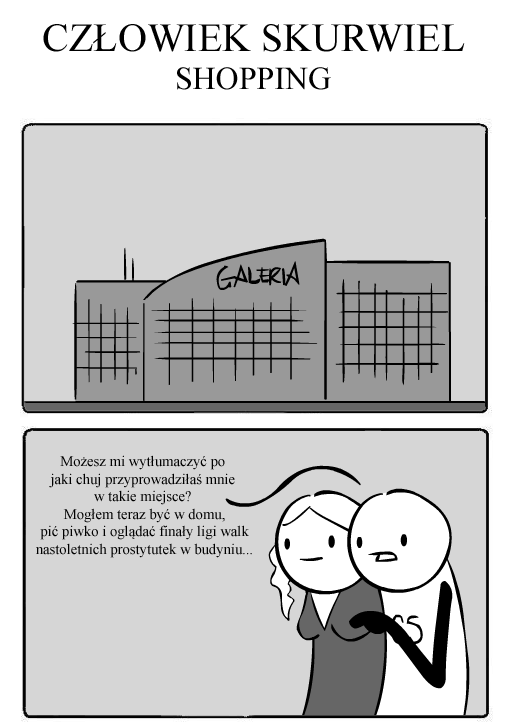 CZŁOWIEK SKURWIEL
SHOPPING
GALERIA
Możesz mi wytłumaczyć po
jaki chuj przyprowadziłaś mnie
w takie miejsce?
Mogłem teraz być w domu,
pić piwko i oglądać finały ligi walk
nastoletnich prostytutek w budyniu...
CS